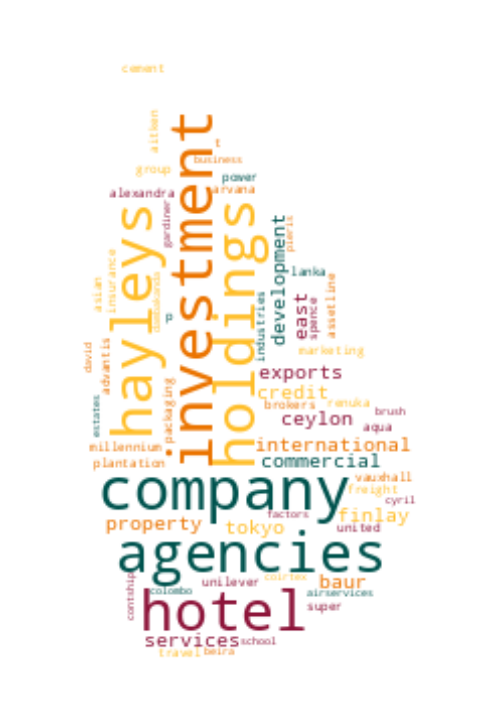 cement
aitken
t
business
group
power
alexandra
arvana
hayleys
investment
holdings
gardiner
development
pieris
lanka
asian
insurance
dambakanda
p
industries
east
spence
assetline
david
advantis
marketing
exports
packaging
credit
estates
brokers
renuka
brush
ceylon
aqua
millennium
international
plantation
commercial
vauxhall
company
freight
cyril
factors
finlay
property
tokyo
united
agencies
contship
unilever
coirtex
baur
colombo
airservices
hotel
super
services
school
travel
beira